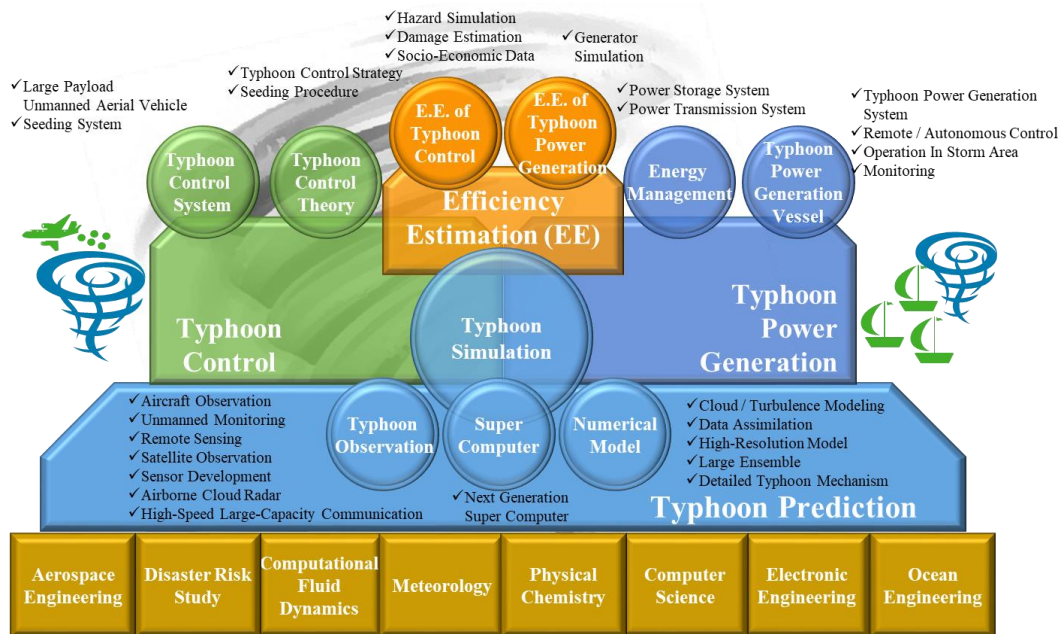 ✓Hazard Simulation
✓Damage Estimation
✓Socio-Economic Data
✓Generator
Simulation
✓Large Payload
Unmanned Aerial Vehicle
✓Seeding System
✓Typhoon Control Strategy
✓Seeding Procedure
✓Power Storage System
✓Power Transmission System
✓Typhoon Power Generation
System
✓Remote / Autonomous Control
✓Operation In Storm Area
✓Monitoring
Typhoon
Control
System
Typhoon
Control
Theory
E.E. of
Typhoon
Control
E.E. of
Typhoon
Power
Generation
Energy
Management
Typhoon
Power
Generation
Vessel
Efficiency
Estimation (EE)
Typhoon
Control
Typhoon
Simulation
Typhoon
Power
Generation
✓Aircraft Observation
✓Unmanned Monitoring
✓Remote Sensing
✓Satellite Observation
✓Sensor Development
✓Airborne Cloud Radar
✓High-Speed Large-Capacity Communication
Typhoon
Observation
Super
Computer
Numerical
Model
✓Next Generation
Super Computer
✓Cloud / Turbulence Modeling
✓Data Assimilation
✓High-Resolution Model
✓Large Ensemble
✓Detailed Typhoon Mechanism
Typhoon Prediction
Aerospace
Engineering
Disaster Risk
Study
Computational
Fluid
Dynamics
Meteorology
Physical
Chemistry
Computer
Science
Electronic
Engineering
Ocean
Engineering